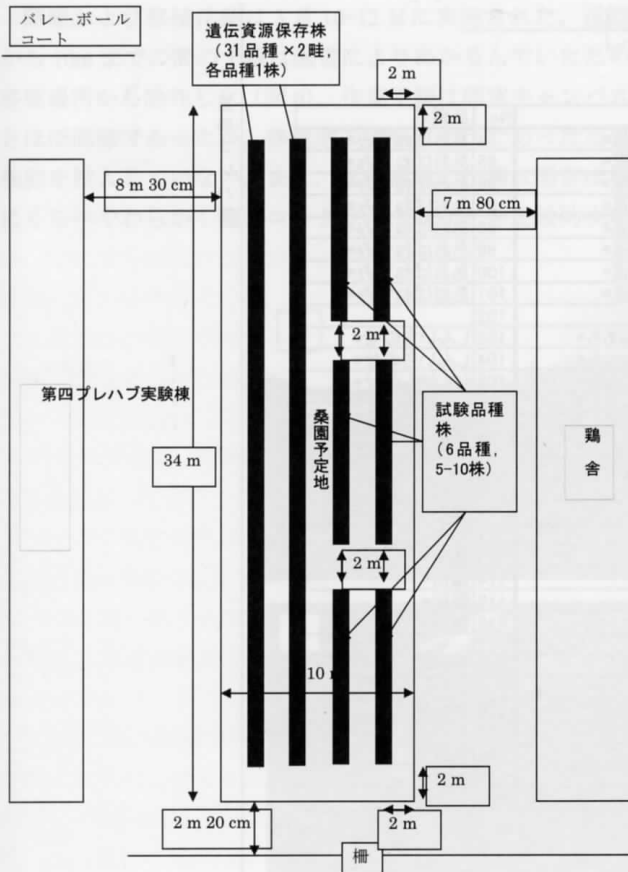 バレーボール
コート
遺伝資源保存株
（31品種×2畦，
各品種1株）
2 m
2 m
8 m 30 cm
7 m 80 cm
2 m
第四プレハブ実験棟
桑園予定地
試験品種
株
（6品種，
5-10株）
鶏
舎
34 m
2 m
10
2 m
2 m 20 cm
2 m
柵